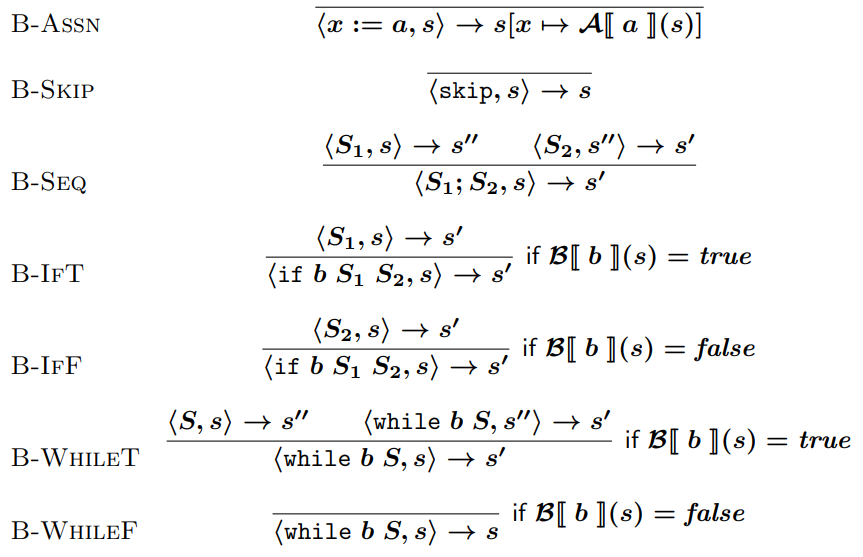 B-Assn ⟨x := a, s⟩ → s[x ↦ 𝓐⟦ a ⟧(s)]
B-Skip ⟨skip, s⟩ → s
⟨S₁, s⟩ → s″ ⟨S₂, s″⟩ → s′
B-Seq ⟨S₁; S₂, s⟩ → s′
⟨S₁, s⟩ → s′
B-IfT ⟨if b S₁ S₂, s⟩ → s′ if 𝓑⟦ b ⟧(s) = true
⟨S₂, s⟩ → s′
B-IfF ⟨if b S₁ S₂, s⟩ → s′ if 𝓑⟦ b ⟧(s) = false
⟨S, s⟩ → s″ ⟨while b S, s″⟩ → s′
B-WhileT ⟨while b S, s⟩ → s′ if 𝓑⟦ b ⟧(s) = true
B-WhileF ⟨while b S, s⟩ → s if 𝓑⟦ b ⟧(s) = false